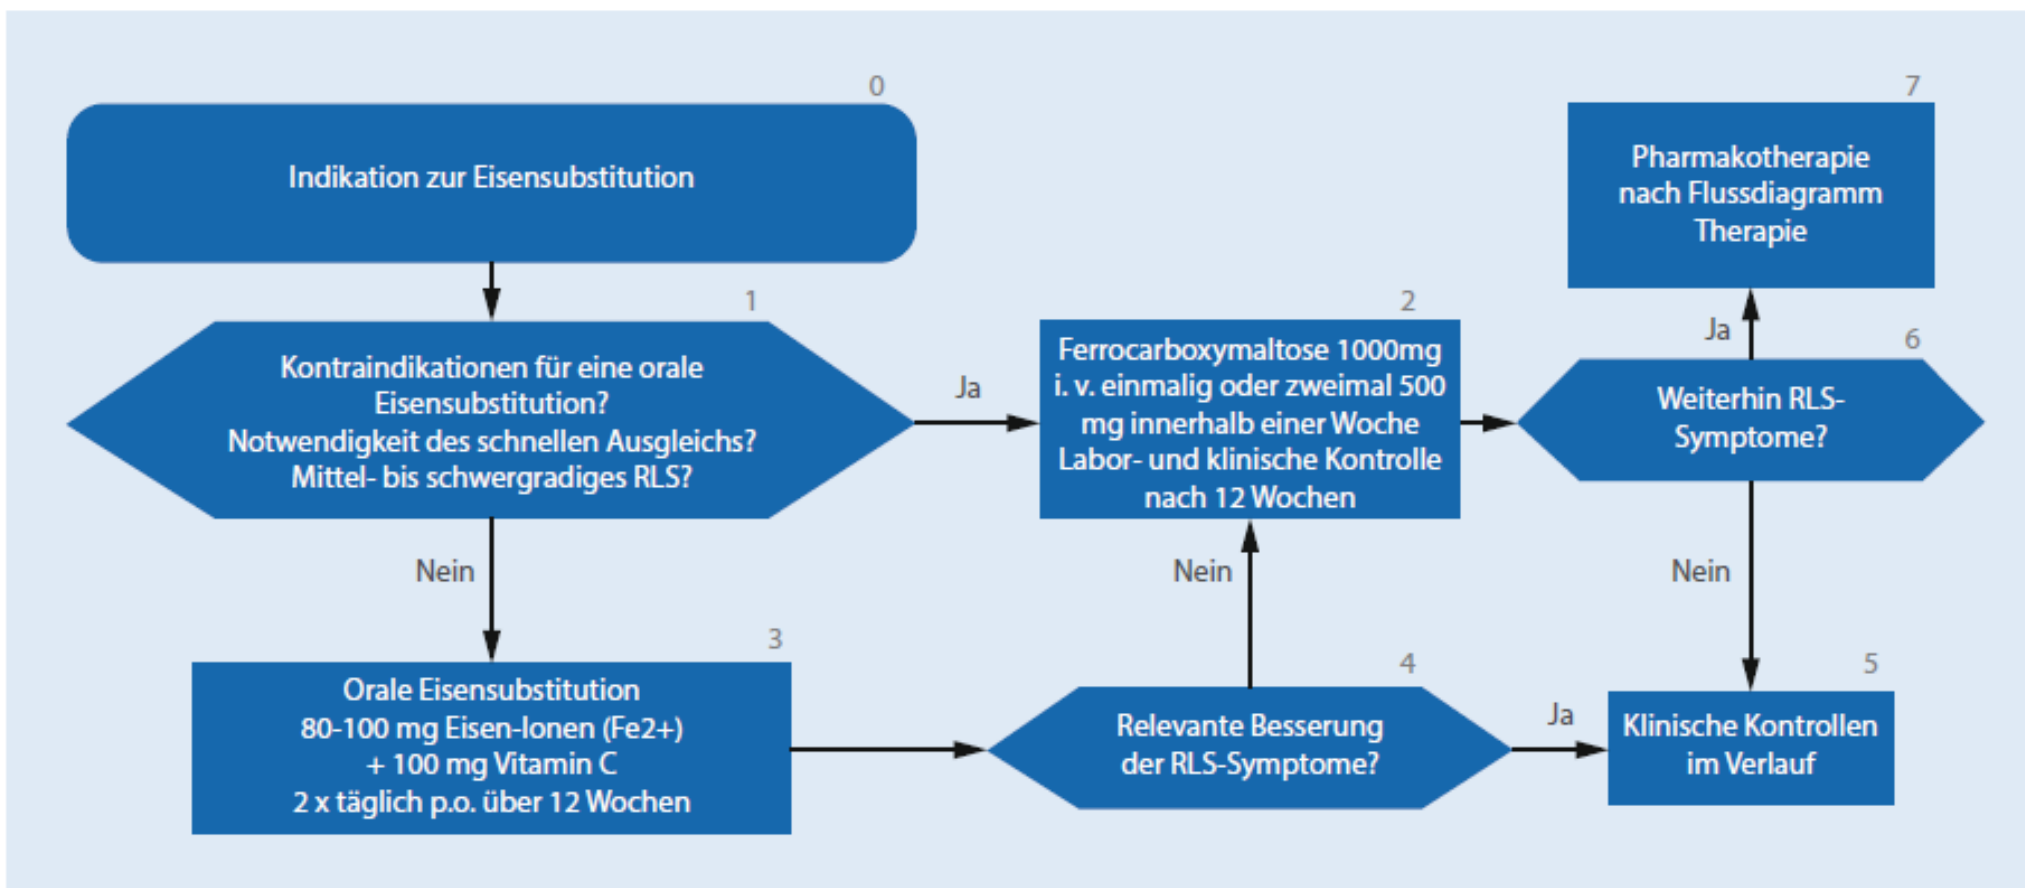 0
Indikation zur Eisensubstitution
1
Kontraindikationen für eine orale
Eisensubstitution?
Notwendigkeit des schnellen Ausgleichs?
Mittel- bis schwergradiges RLS?
Ja
Nein
2
Ferrocarboxymaltose 1000mg
i. v. einmalig oder zweimal 500
mg innerhalb einer Woche
Labor- und klinische Kontrolle
nach 12 Wochen
3
Orale Eisensubstitution
80-100 mg Eisen-Ionen (Fe2+)
+ 100 mg Vitamin C
2 x täglich p.o. über 12 Wochen
4
Relevante Besserung
der RLS-Symptome?
Nein
Ja
5
Klinische Kontrollen
im Verlauf
6
Weiterhin RLS-
Symptome?
Ja
Nein
7
Pharmakotherapie
nach Flussdiagramm
Therapie